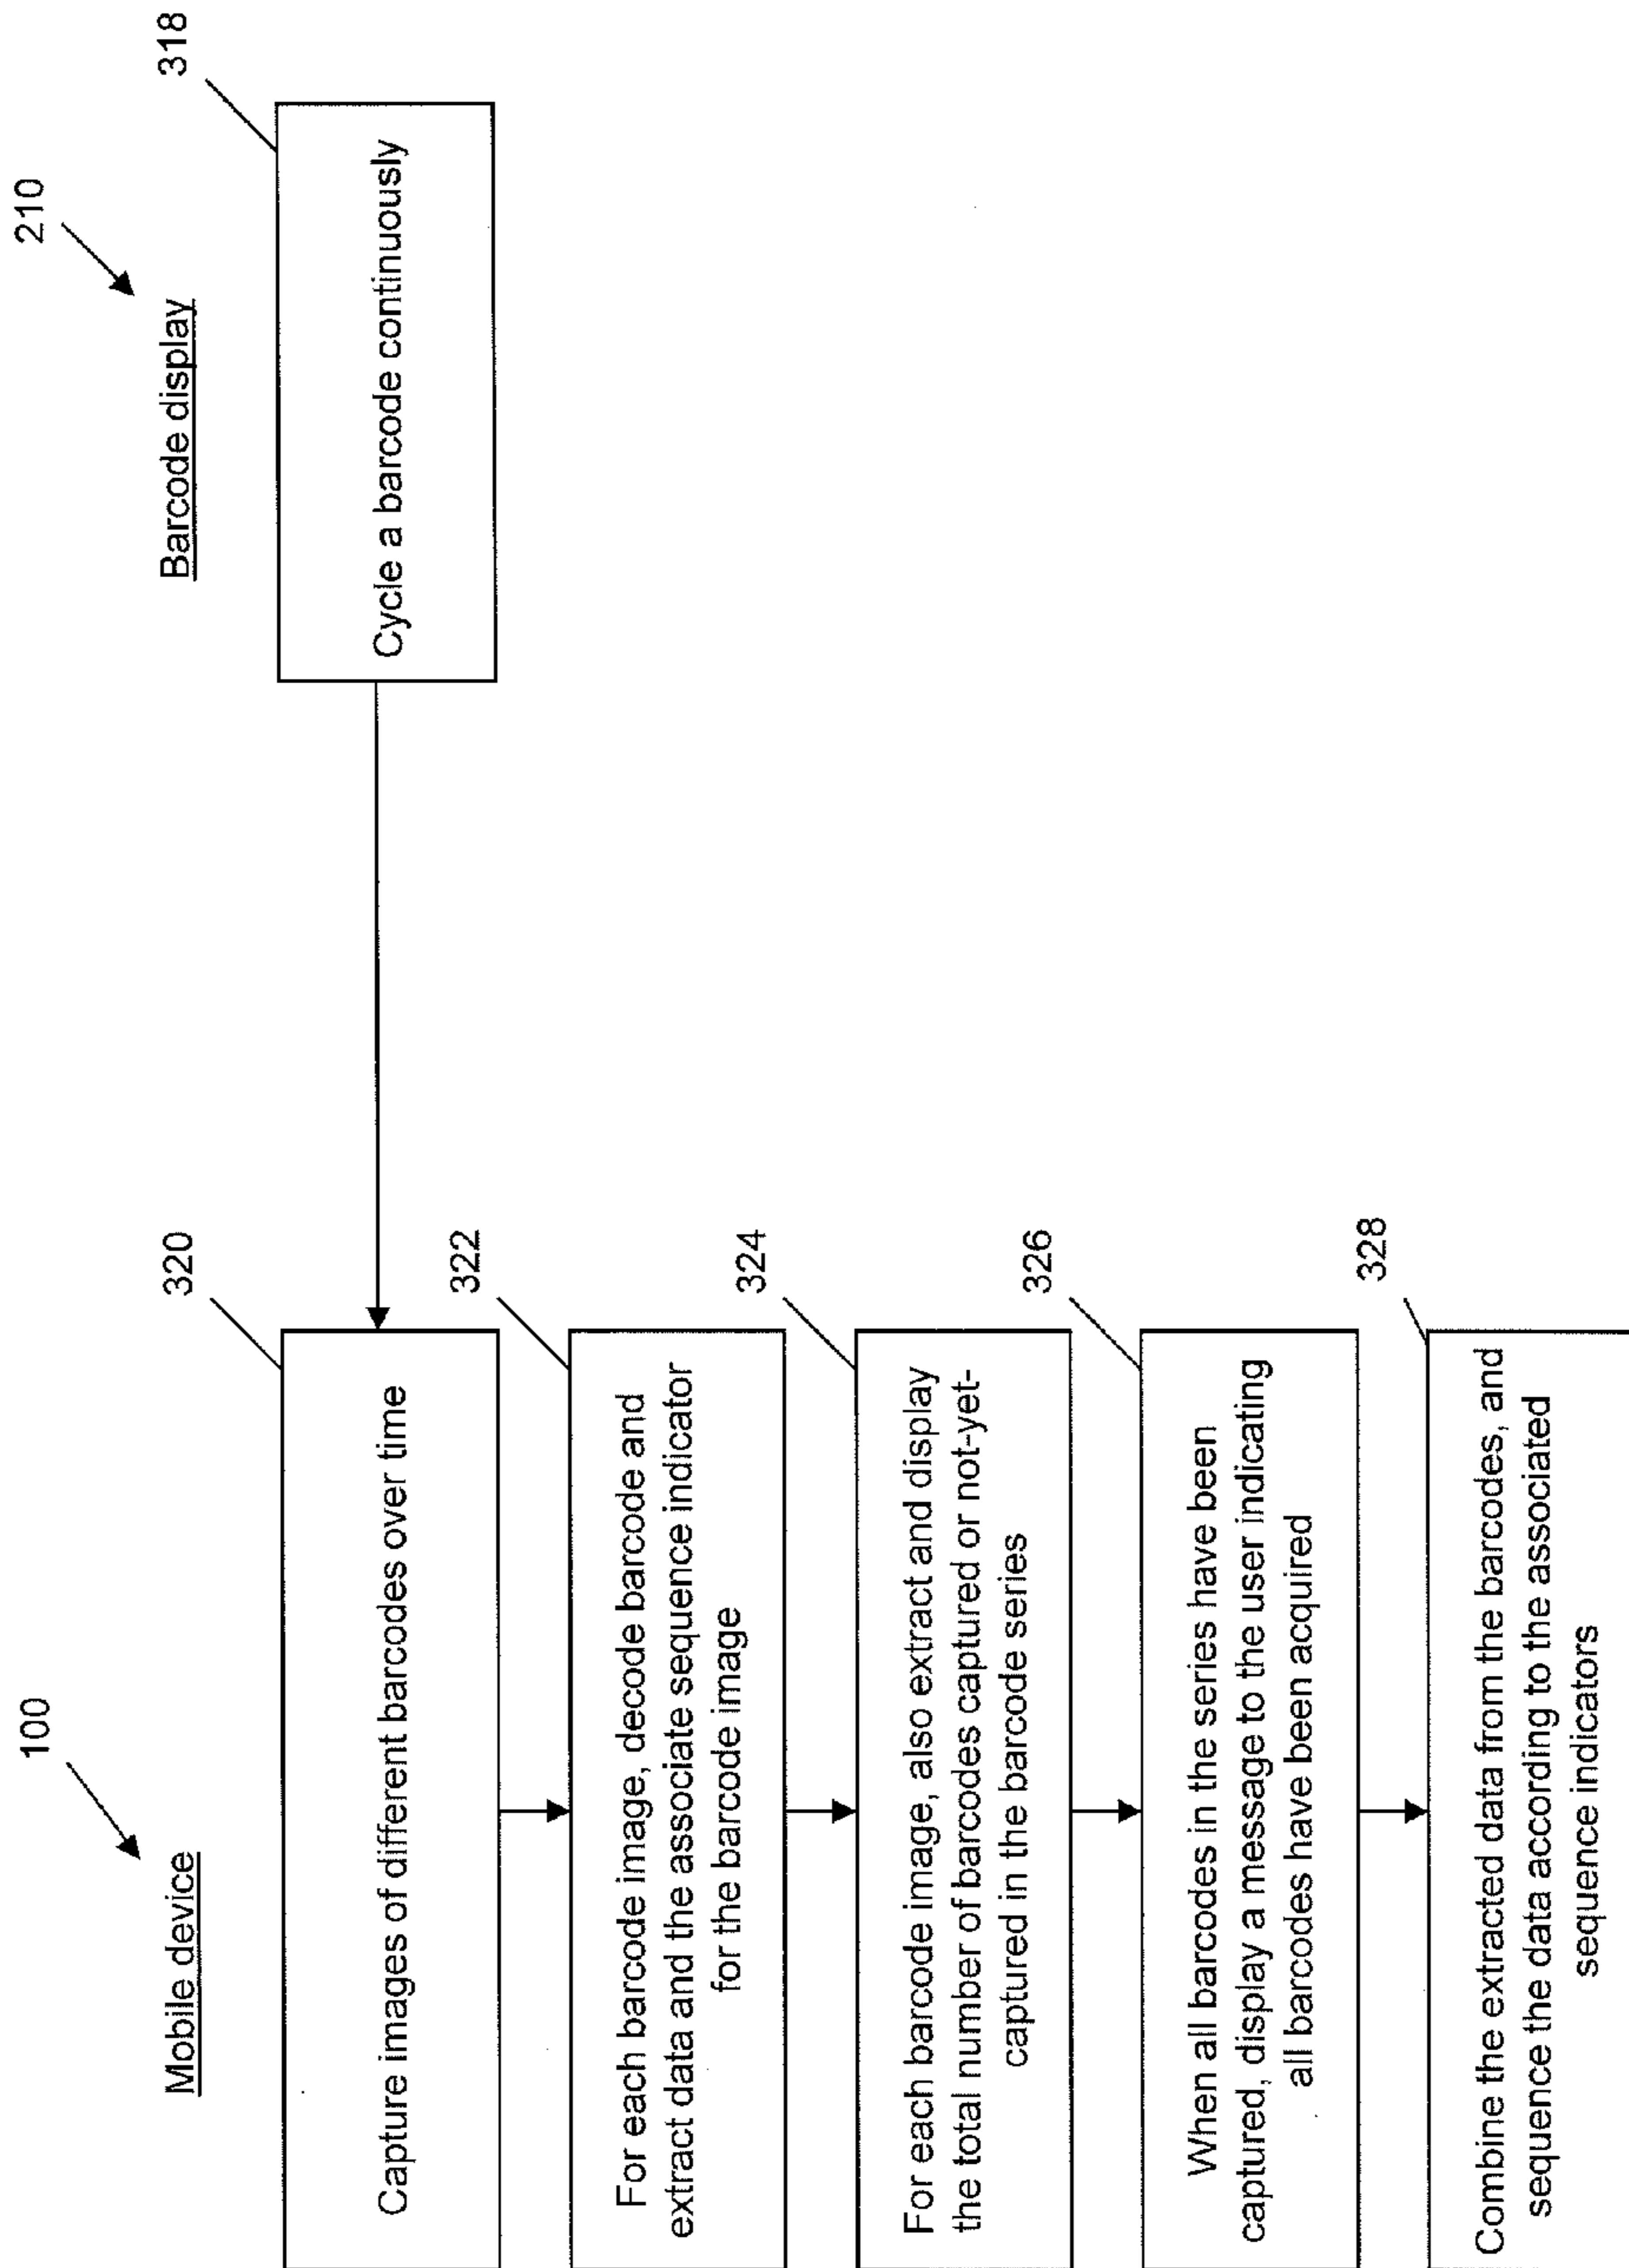 100
Mobile device
210
Barcode display
318
Cycle a barcode continuously
320
Capture images of different barcodes over time
322
For each barcode image, decode barcode and
extract data and the associate sequence indicator
for the barcode image
324
For each barcode image, also extract and display
the total number of barcodes captured or not-yet-
captured in the barcode series
326
When all barcodes in the series have been
captured, display a message to the user indicating
all barcodes have been acquired
328
Combine the extracted data from the barcodes, and
sequence the data according to the associated
sequence indicators